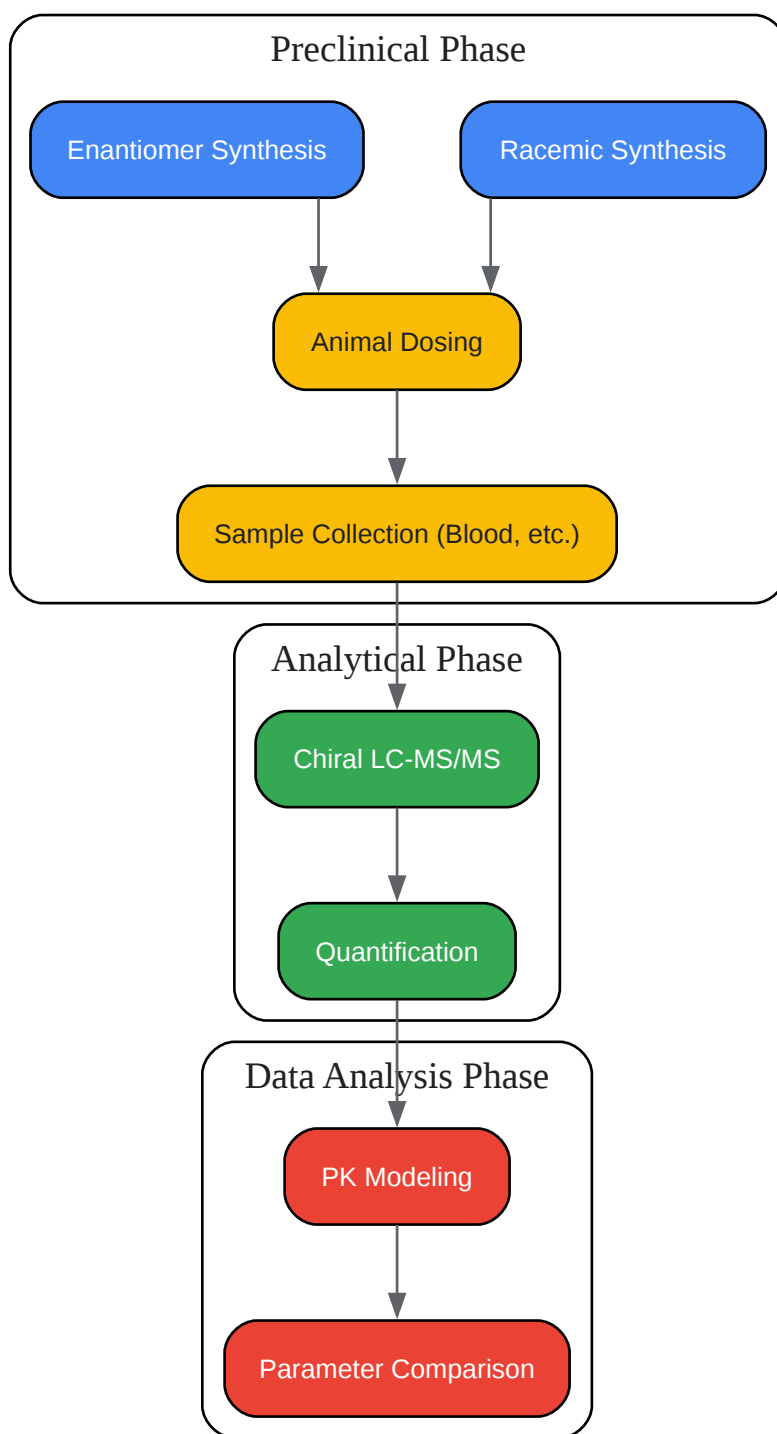 Preclinical Phase
Enantiomer Synthesis
Racemic Synthesis
Animal Dosing
Sample Collection (Blood, etc.)
Analytical Phase
Chiral LC-MS/MS
Quantification
Data Analysis Phase
PK Modeling
Parameter Comparison